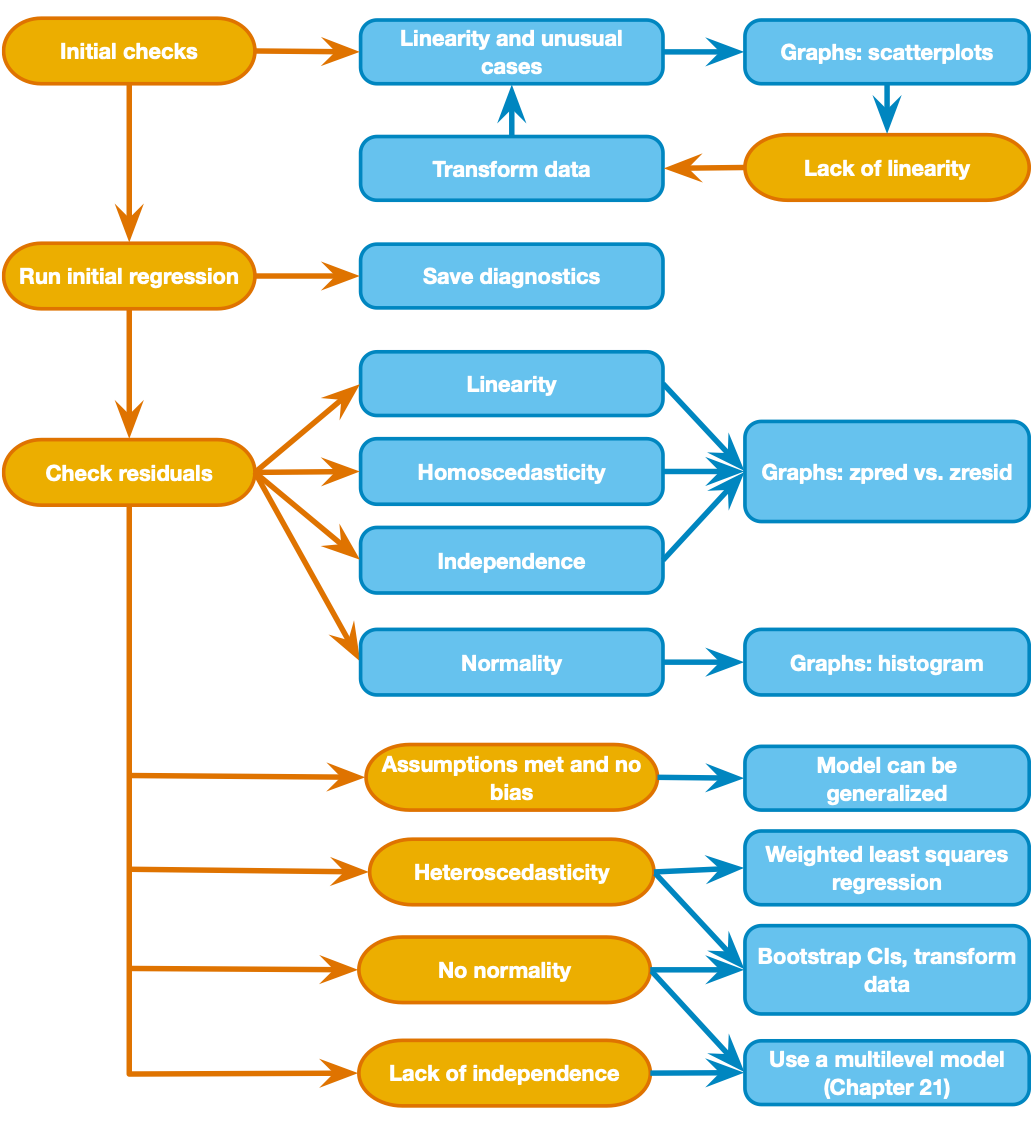 Initial checks
Linearity and unusual
cases
Graphs: scatterplots
Transform data
Lack of linearity
Run initial regression
Save diagnostics
Linearity
Check residuals
Homoscedasticity
Graphs: zpred vs. zresid
Independence
Normality
Graphs: histogram
Assumptions met and no
bias
Model can be
generalized
Heteroscedasticity
Weighted least squares
regression
No normality
Bootstrap CIs, transform
data
Lack of independence
Use a multilevel model
(Chapter 21)